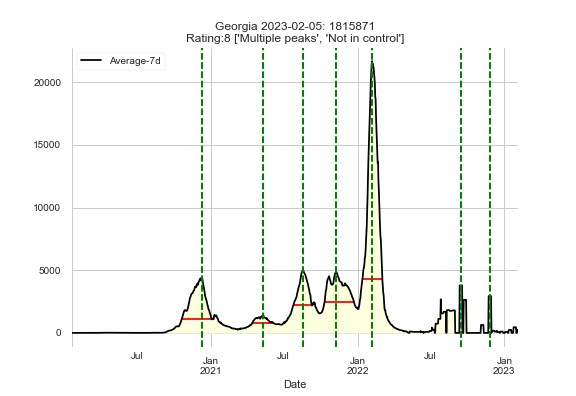 Georgia 2023-02-05: 1815871
Rating:8 ['Multiple peaks', 'Not in control']
Average-7d
20000
15000
10000
5000
0
Jul
Jan
2021
Jul
Jan
2022
Jul
Jan
2023
Date